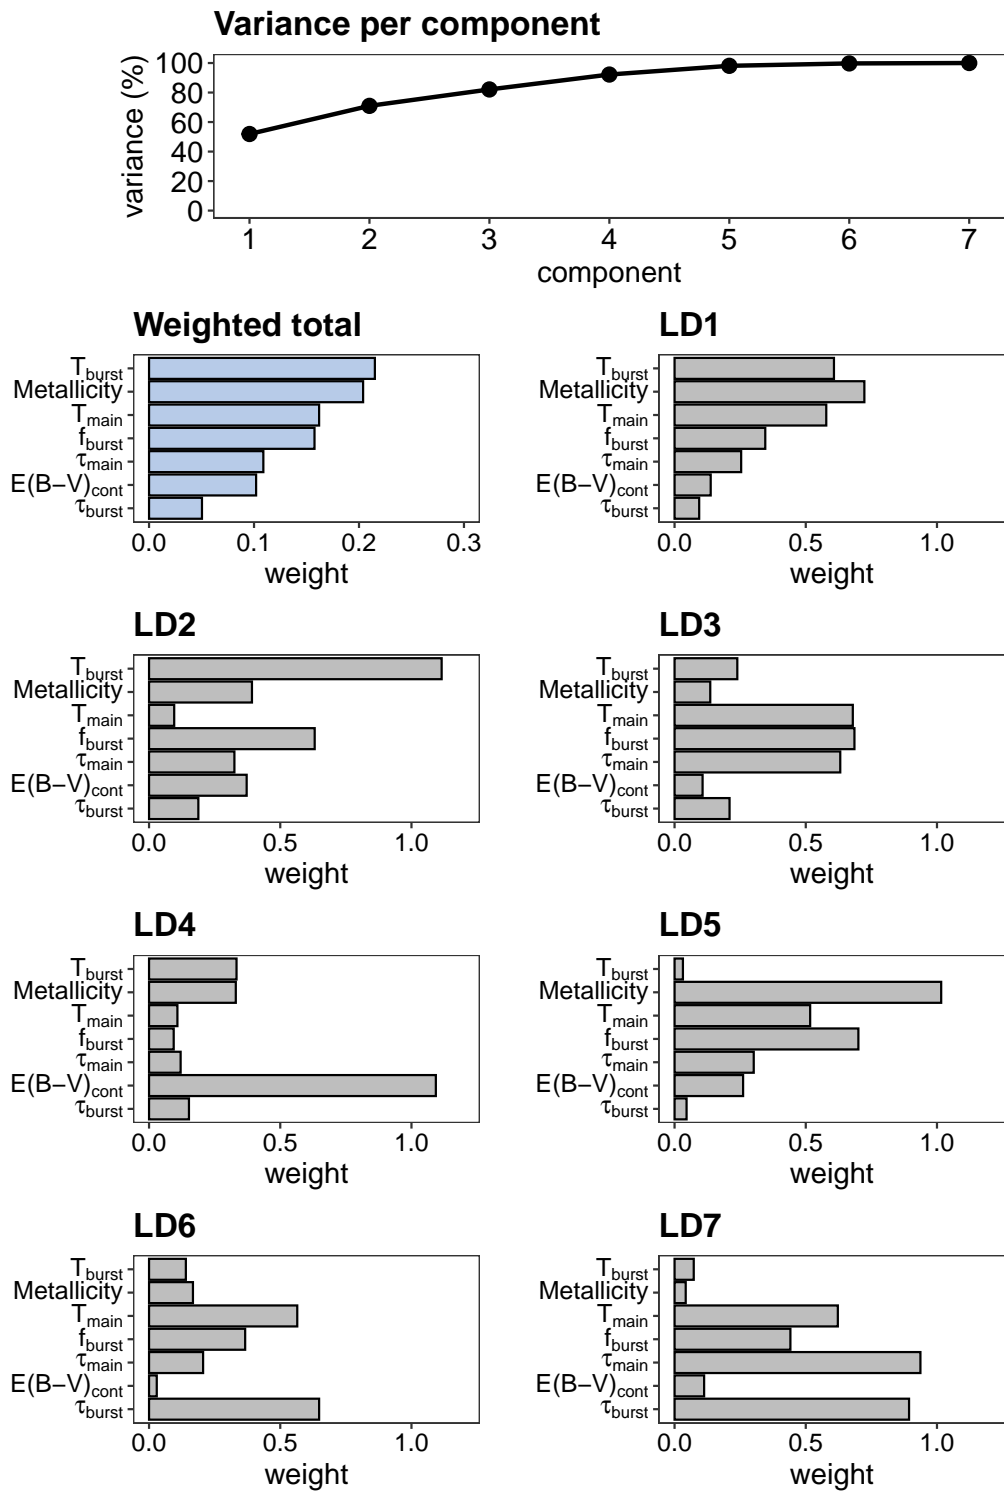 Variance per component
variance (%)
100
80
60
40
20
0
1 2 3 4 5 6 7
component
Weighted total
T_burst
Metallicity
T_main
f_burst
τ_main
E(B−V)_cont
τ_burst
0.0 0.1 0.2 0.3
weight
LD1
T_burst
Metallicity
T_main
f_burst
τ_main
E(B−V)_cont
τ_burst
0.0 0.5 1.0
weight
LD2
T_burst
Metallicity
T_main
f_burst
τ_main
E(B−V)_cont
τ_burst
0.0 0.5 1.0
weight
LD3
T_burst
Metallicity
T_main
f_burst
τ_main
E(B−V)_cont
τ_burst
0.0 0.5 1.0
weight
LD4
T_burst
Metallicity
T_main
f_burst
τ_main
E(B−V)_cont
τ_burst
0.0 0.5 1.0
weight
LD5
T_burst
Metallicity
T_main
f_burst
τ_main
E(B−V)_cont
τ_burst
0.0 0.5 1.0
weight
LD6
T_burst
Metallicity
T_main
f_burst
τ_main
E(B−V)_cont
τ_burst
0.0 0.5 1.0
weight
LD7
T_burst
Metallicity
T_main
f_burst
τ_main
E(B−V)_cont
τ_burst
0.0 0.5 1.0
weight